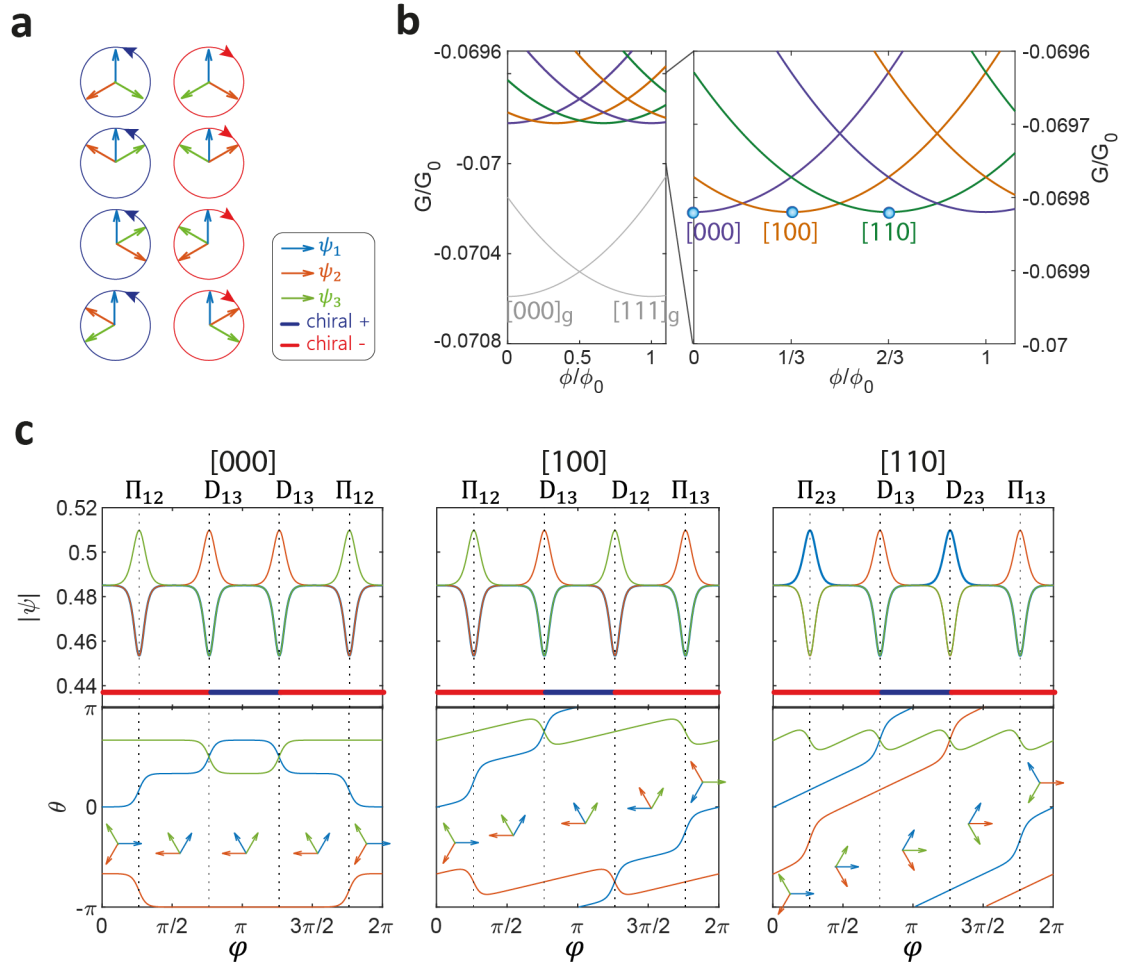 a
ψ1
ψ2
ψ3
chiral +
chiral -
b
-0.0696
-0.07
-0.0704
-0.0708
G/G0
0 0.5 1
ϕ/ϕ0
[000]g [111]g
[000] [100] [110]
0 1/3 2/3 1
ϕ/ϕ0
-0.0696
-0.0697
-0.0698
-0.0699
-0.07
G/G0
c
[000] [100] [110]
Π12 D13 D13 Π12 Π12 D13 D12 Π13 Π23 D13 D23 Π13
0.52
0.5
0.48
0.46
0.44
|ψ|
π
0
-π
θ
0 π/2 π 3π/2 2π 0 π/2 π 3π/2 2π 0 π/2 π 3π/2 2π
φ φ φ